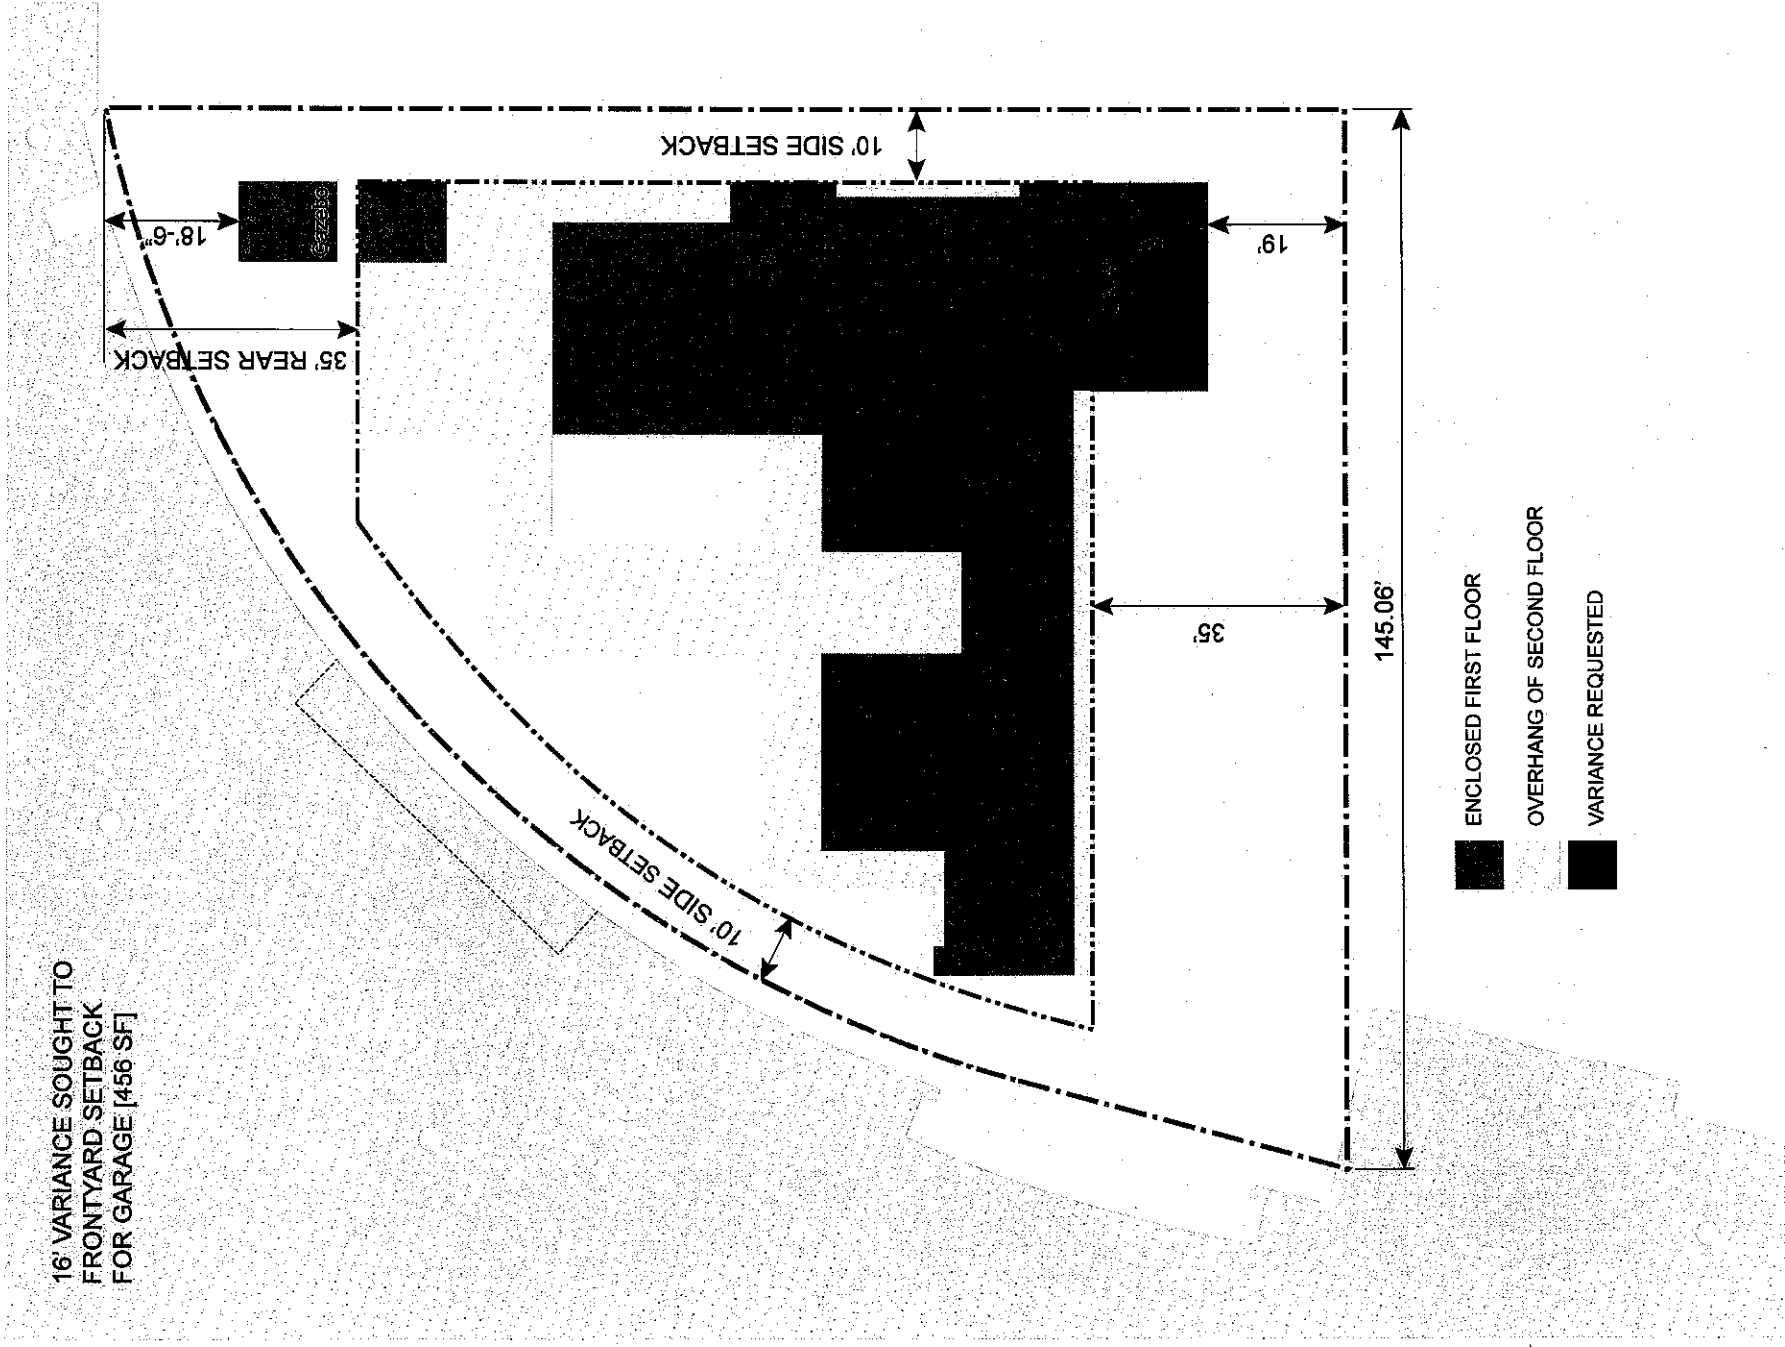 16' VARIANCE SOUGHT TO
FRONTYARD SETBACK
FOR GARAGE [456 SF]
18'-6"
Gazebo
35' REAR SETBACK
10' SIDE SETBACK
19'
35'
10' SIDE SETBACK
145.06'
ENCLOSED FIRST FLOOR
OVERHANG OF SECOND FLOOR
VARIANCE REQUESTED